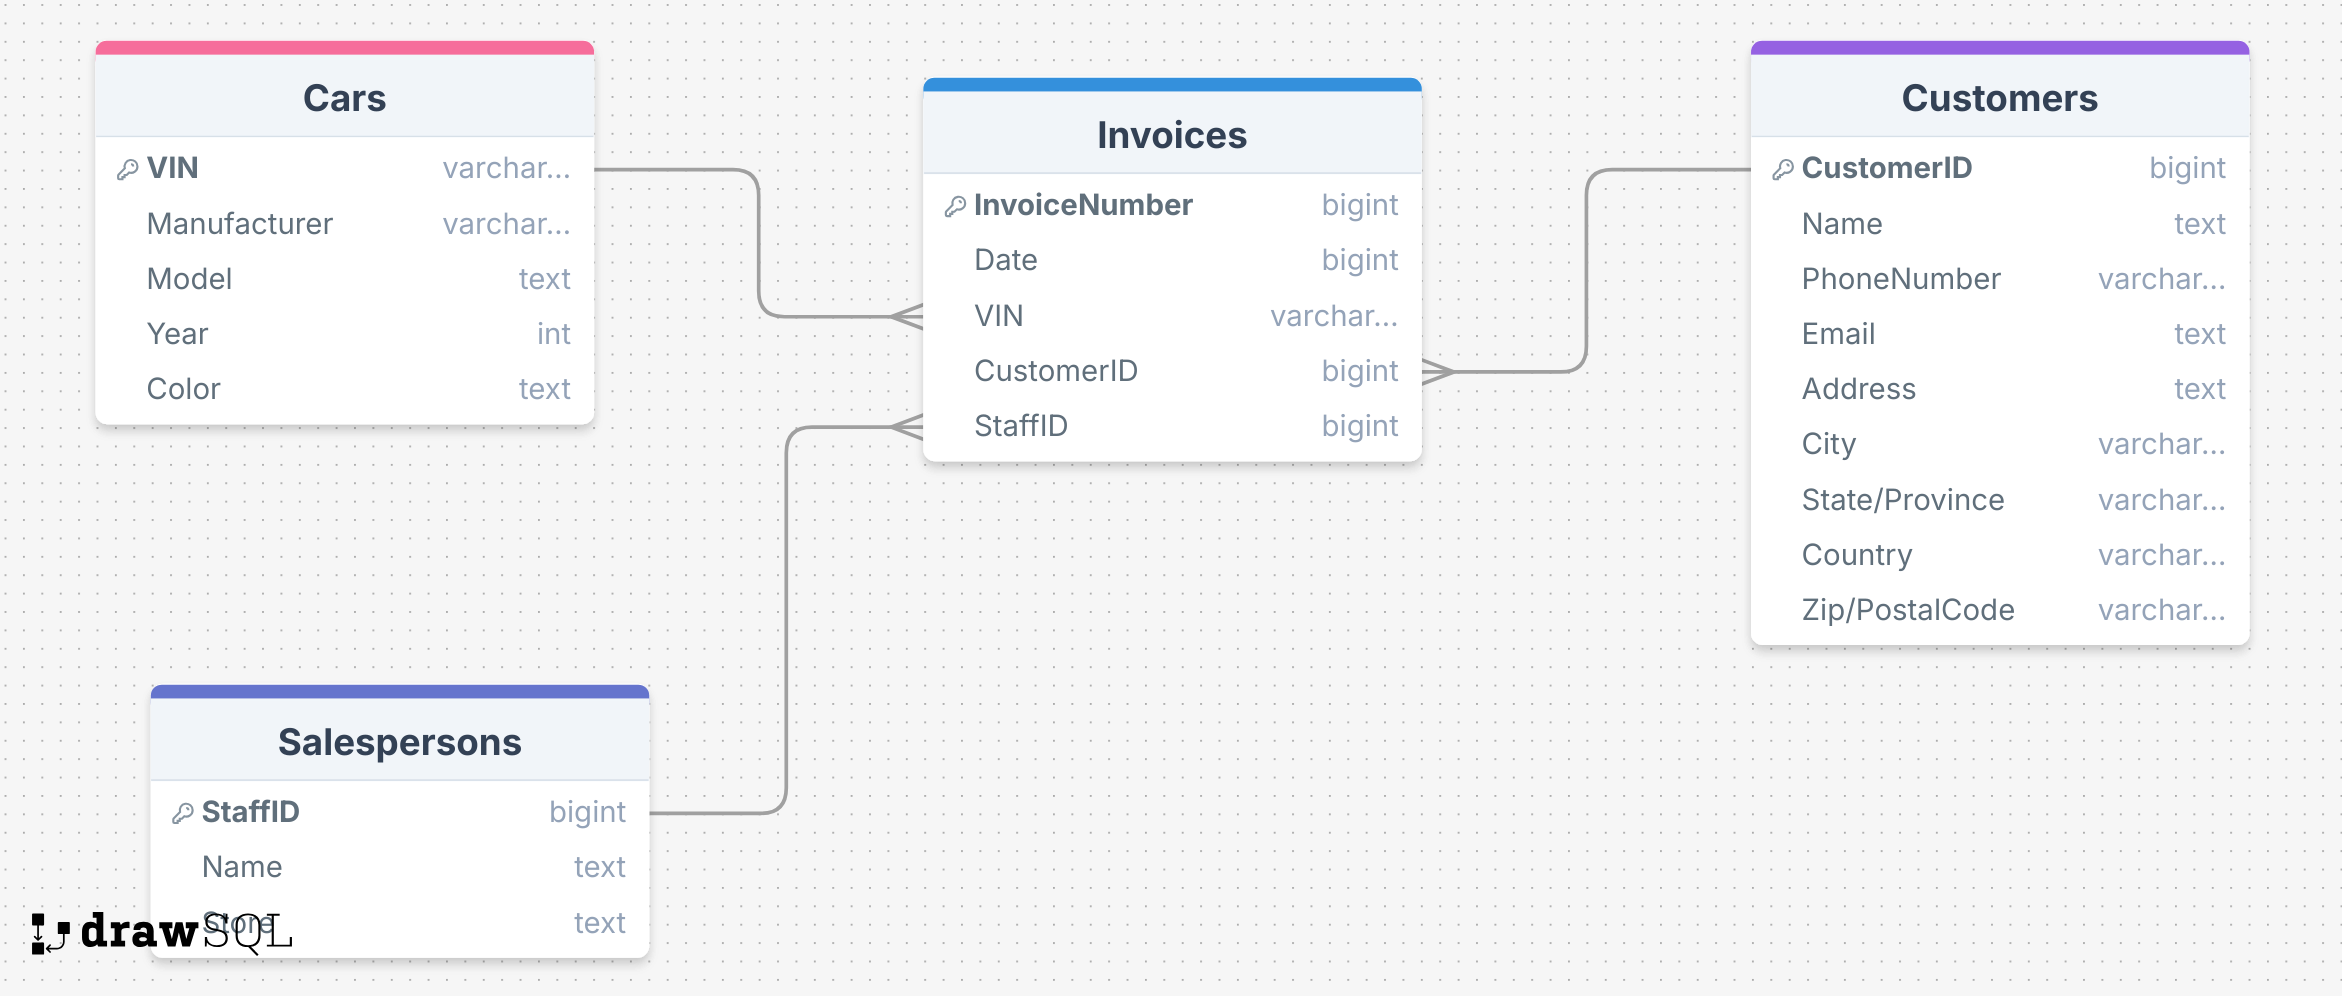 Cars
VIN varchar...
Manufacturer varchar...
Model text
Year int
Color text
Invoices
InvoiceNumber bigint
Date bigint
VIN varchar...
CustomerID bigint
StaffID bigint
Customers
CustomerID bigint
Name text
PhoneNumber varchar...
Email text
Address text
City varchar...
State/Province varchar...
Country varchar...
Zip/PostalCode varchar...
Salespersons
StaffID bigint
Name text
Store text
drawSQL